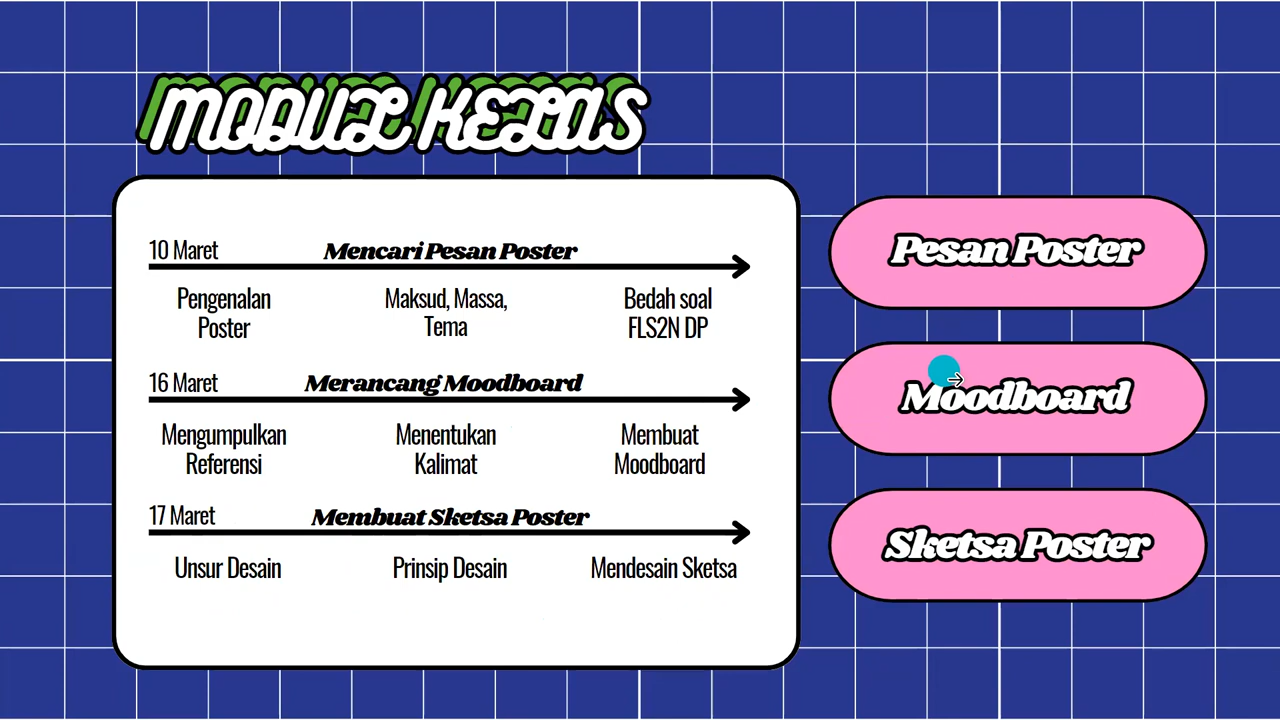 MODUL KELAS
10 Maret
Mencari Pesan Poster
Pengenalan
Poster
Maksud, Massa,
Tema
Bedah soal
FLS2N DP
16 Maret
Merancang Moodboard
Mengumpulkan
Referensi
Menentukan
Kalimat
Membuat
Moodboard
17 Maret
Membuat Sketsa Poster
Unsur Desain
Prinsip Desain
Mendesain Sketsa
Pesan Poster
Moodboard
Sketsa Poster